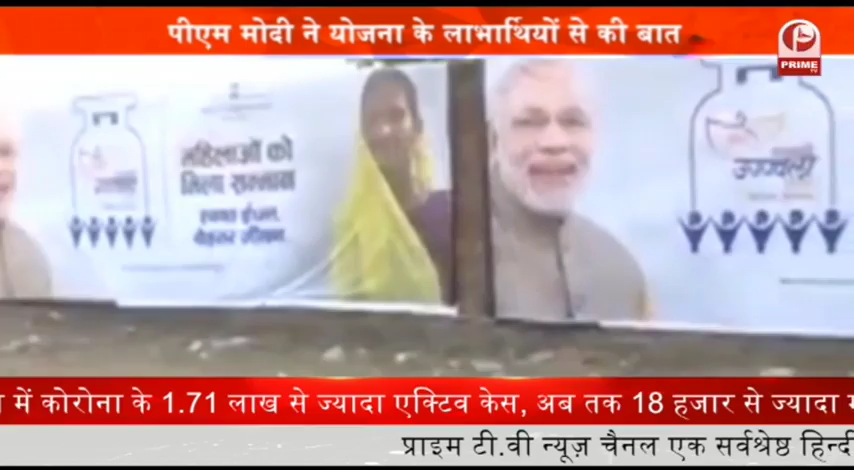 पीएम मोदी ने योजना के लाभार्थियों से की बात
PRIME
TV
महिलाओं को
मिला सम्मान
स्वच्छ ईंधन,
बेहतर जीवन.
उज्ज्वला
में कोरोना के 1.71 लाख से ज्यादा एक्टिव केस, अब तक 18 हजार से ज्यादा
प्राइम टी.वी न्यूज़ चैनल एक सर्वश्रेष्ठ हिन्दी